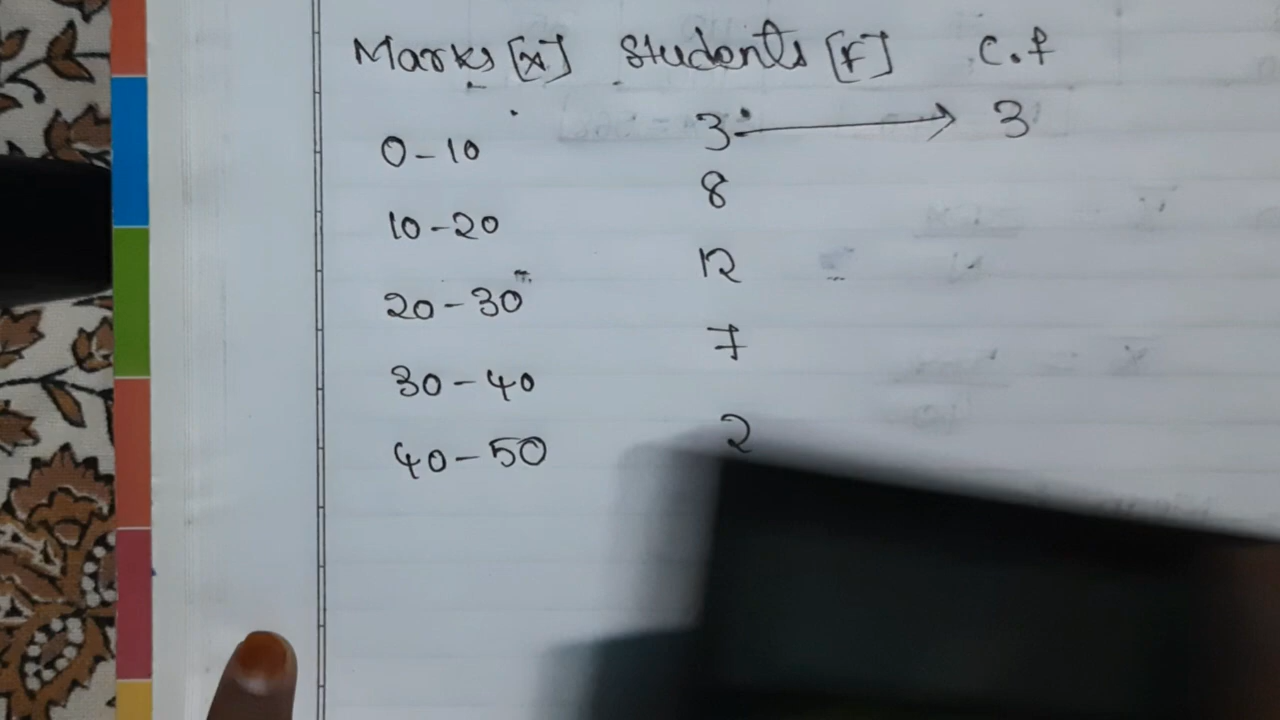 Marks [X] Students [F] C.f
0-10 3 → 3
10-20 8
20-30 12
30-40 7
40-50 2